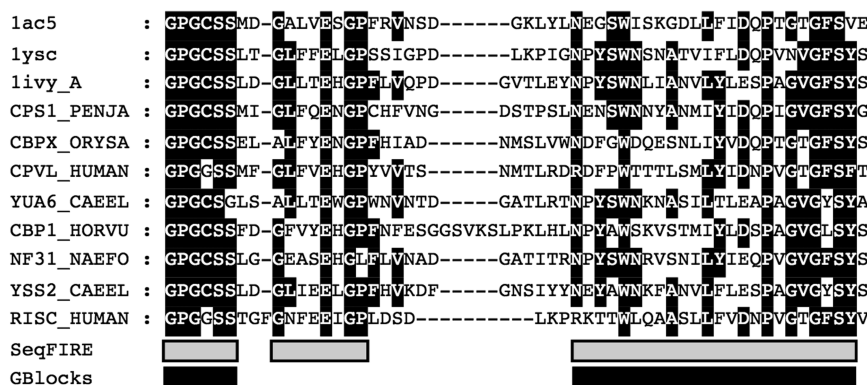 1ac5 : GPGCSSMD-GALVESGPFRVNSD------GKLYLNEGSWISKGDLLFIDQPTGTGFSVE
1ysc : GPGCSSLT-GLFFELGPSSIGPD------LKPIGNPYSWNSNATVIFLDQPVNVGFSYS
1ivy_A : GPGCSSLD-GLLTEHGPFLVQPD------GVTLEYNPYSWNLIANVLYLESPAGVGFSYS
CPS1_PENJA : GPGCSSMI-GLFQENGPCHFVNG------DSTPSLNENSWNNYANMIYIDQPIGVGFSYG
CBPX_ORYSA : GPGCSSEL-ALFYENGPFHIAD------NMSLVWNDFGWDQESNLIYVDQPTGTGFSYS
CPVL_HUMAN : GPGGSSMF-GLFVEHGPYVVTS------NMTLRDRDFPWTTTLSMLYIDNPVGTGFSFT
YUA6_CAEEL : GPGCSGLS-ALLTEWGPWNVNTD------GATLRTNPYSWNKNASILTLEAPAGVGYSYA
CBP1_HORVU : GPGCSSFD-GFVYEHGPFNFESGGSVKSLPKLHLNPYAWSKVSTMIYLDSPAGVGLSYS
NF31_NAEFO : GPGCSSLG-GEASEHGLFLVNAD------GATITRNPYSWNRVSNILYIEQPVGVGFSYS
YSS2_CAEEL : GPGCSSLD-GLIEELGPFHVKDF------GNSIYYNEYAWNKFANVLFLESPAGVGYSYS
RISC_HUMAN : GPGGSSTGFGNFEEIGPLDSD---------LKPRKTTWLQAASLLFVDNPVGTGFSYV
SeqFIRE
GBlocks